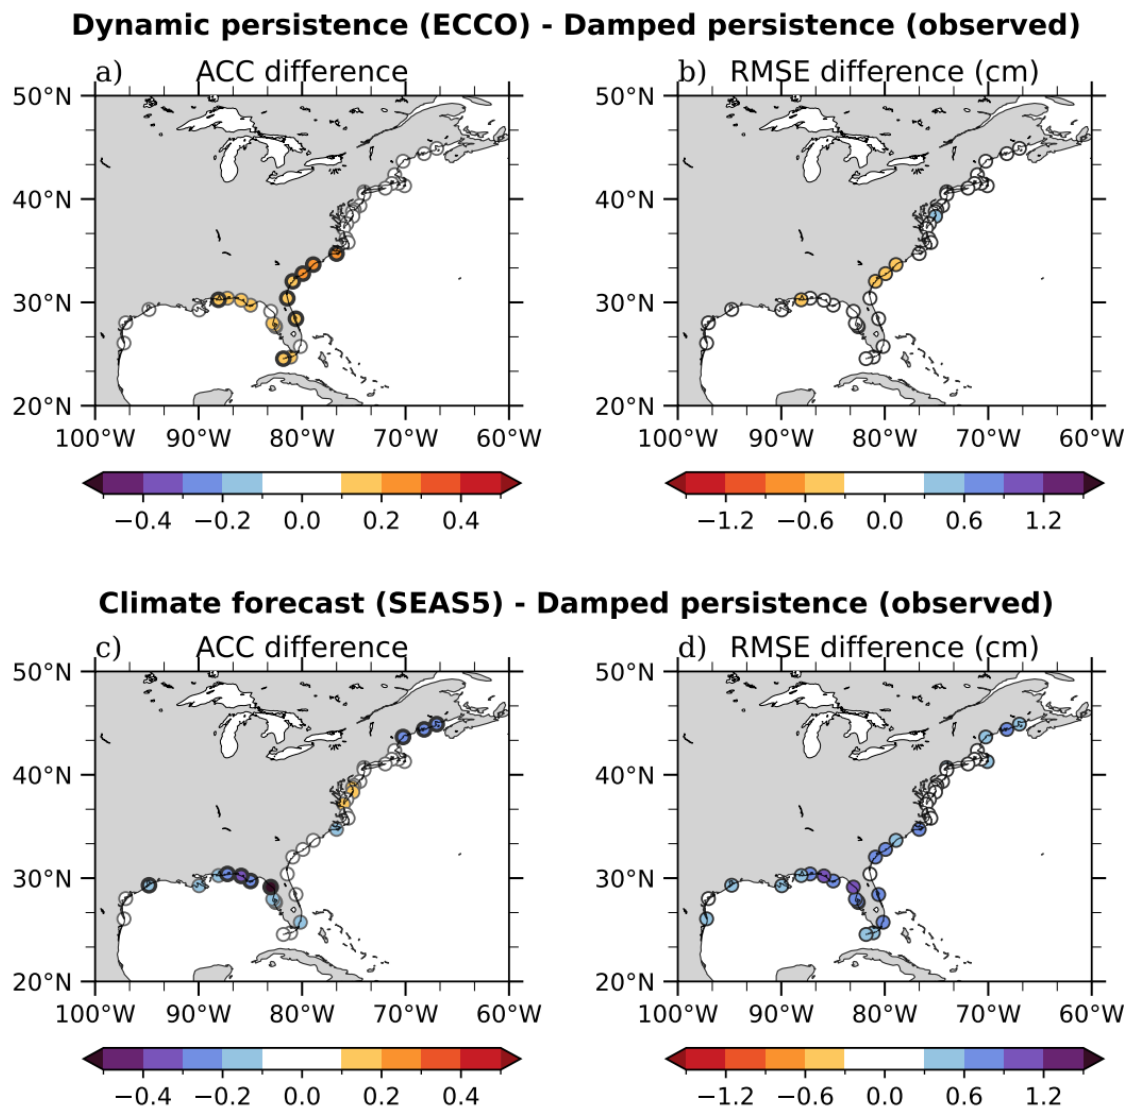 Dynamic persistence (ECCO) - Damped persistence (observed)
a) ACC difference
b) RMSE difference (cm)
50°N
50°N
40°N
40°N
30°N
30°N
20°N
20°N
100°W 90°W 80°W 70°W 60°W
100°W 90°W 80°W 70°W 60°W
−0.4 −0.2 0.0 0.2 0.4
−1.2 −0.6 0.0 0.6 1.2
Climate forecast (SEAS5) - Damped persistence (observed)
c) ACC difference
d) RMSE difference (cm)
50°N
50°N
40°N
40°N
30°N
30°N
20°N
20°N
100°W 90°W 80°W 70°W 60°W
100°W 90°W 80°W 70°W 60°W
−0.4 −0.2 0.0 0.2 0.4
−1.2 −0.6 0.0 0.6 1.2